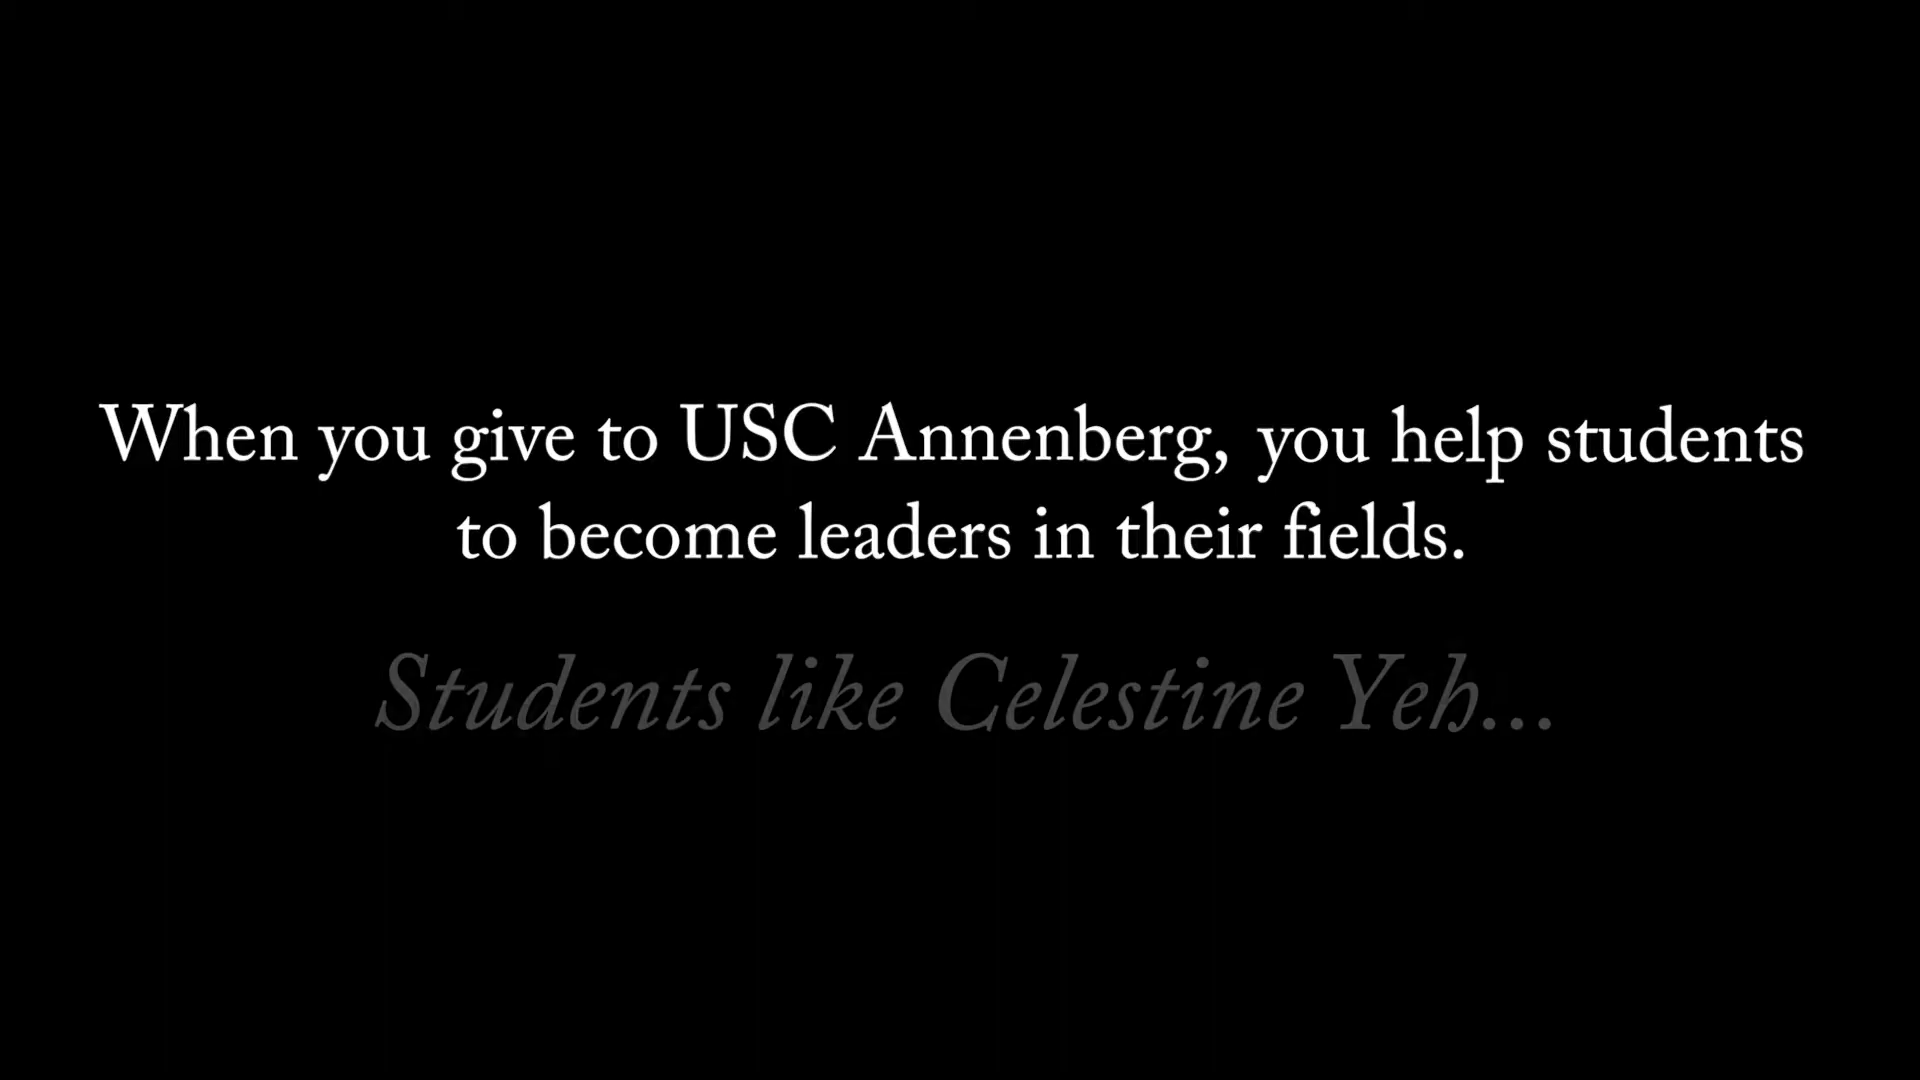 When you give to USC Annenberg, you help students
to become leaders in their fields.
Students like Celestine Yeh...